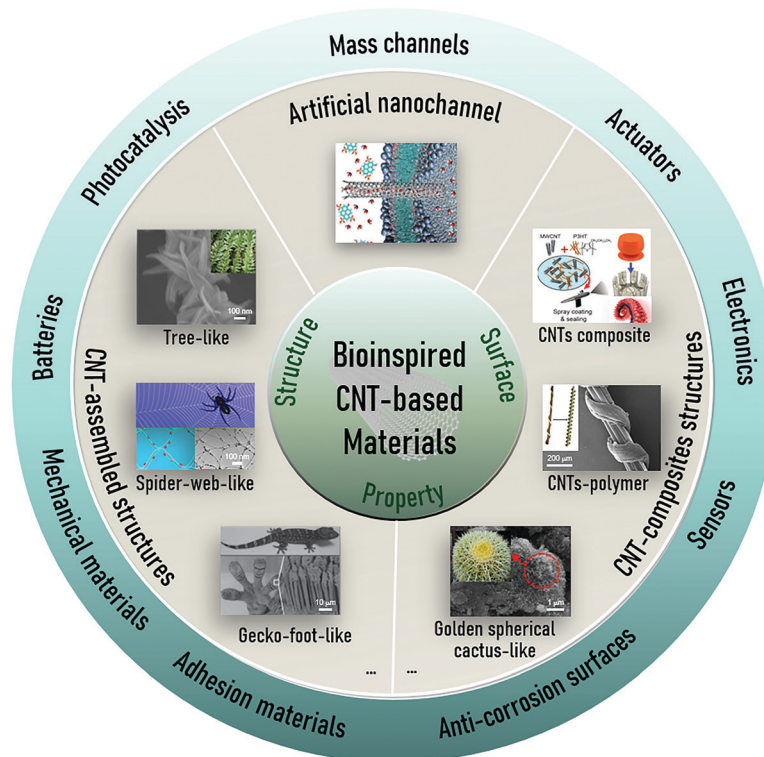 Mass channels
Photocatalysis
Actuators
Batteries
Electronics
Mechanical materials
Sensors
Adhesion materials
Anti-corrosion surfaces
Artificial nanochannel
CNT-assembled structures
CNT-composites structures
100 nm
Tree-like
100 nm
Spider-web-like
10 μm
Gecko-foot-like
...
MWCNT
+
P3HT
Spray coating
& sealing
CNTs composite
200 μm
CNTs-polymer
1 μm
Golden spherical
cactus-like
...
Structure
Surface
Property
Bioinspired
CNT-based
Materials